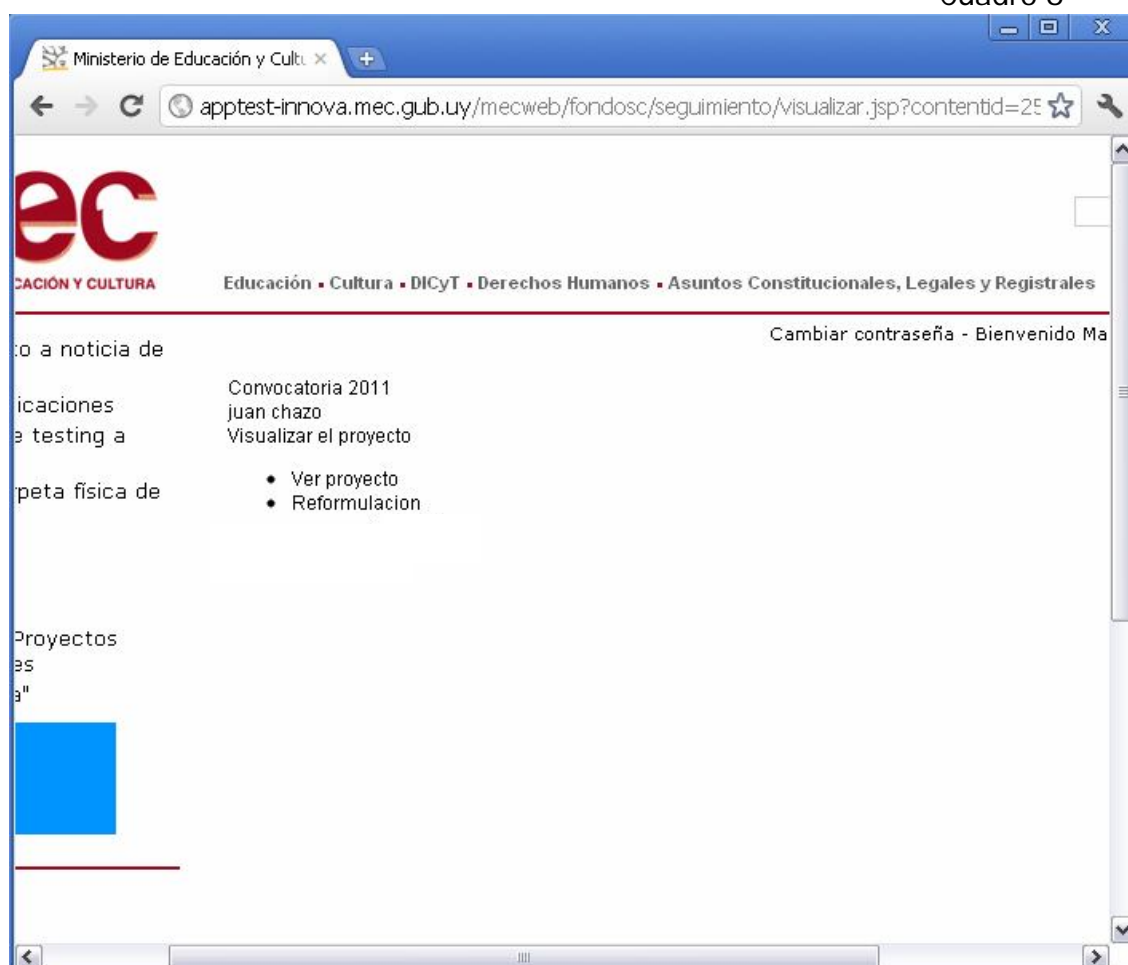 Ministerio de Educación y Cultu
apptest-innova.mec.gub.uy/mecweb/fondosc/seguimiento/visualizar.jsp?contentid=25
ec
CACIÓN Y CULTURA
Educación ▪ Cultura ▪ DICyT ▪ Derechos Humanos ▪ Asuntos Constitucionales, Legales y Registrales
Cambiar contraseña - Bienvenido Ma
to a noticia de
icaciones
e testing a
rpeta física de
Convocatoria 2011
juan chazo
Visualizar el proyecto
• Ver proyecto
• Reformulacion
Proyectos
es
a"